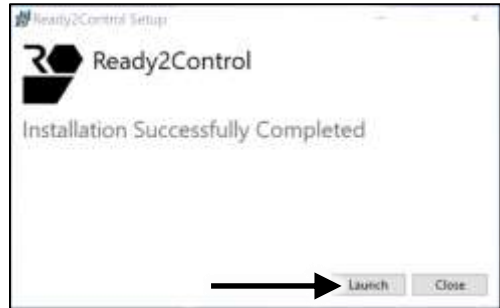 Ready2Control Setup
Ready2Control
Installation Successfully Completed
Launch
Close